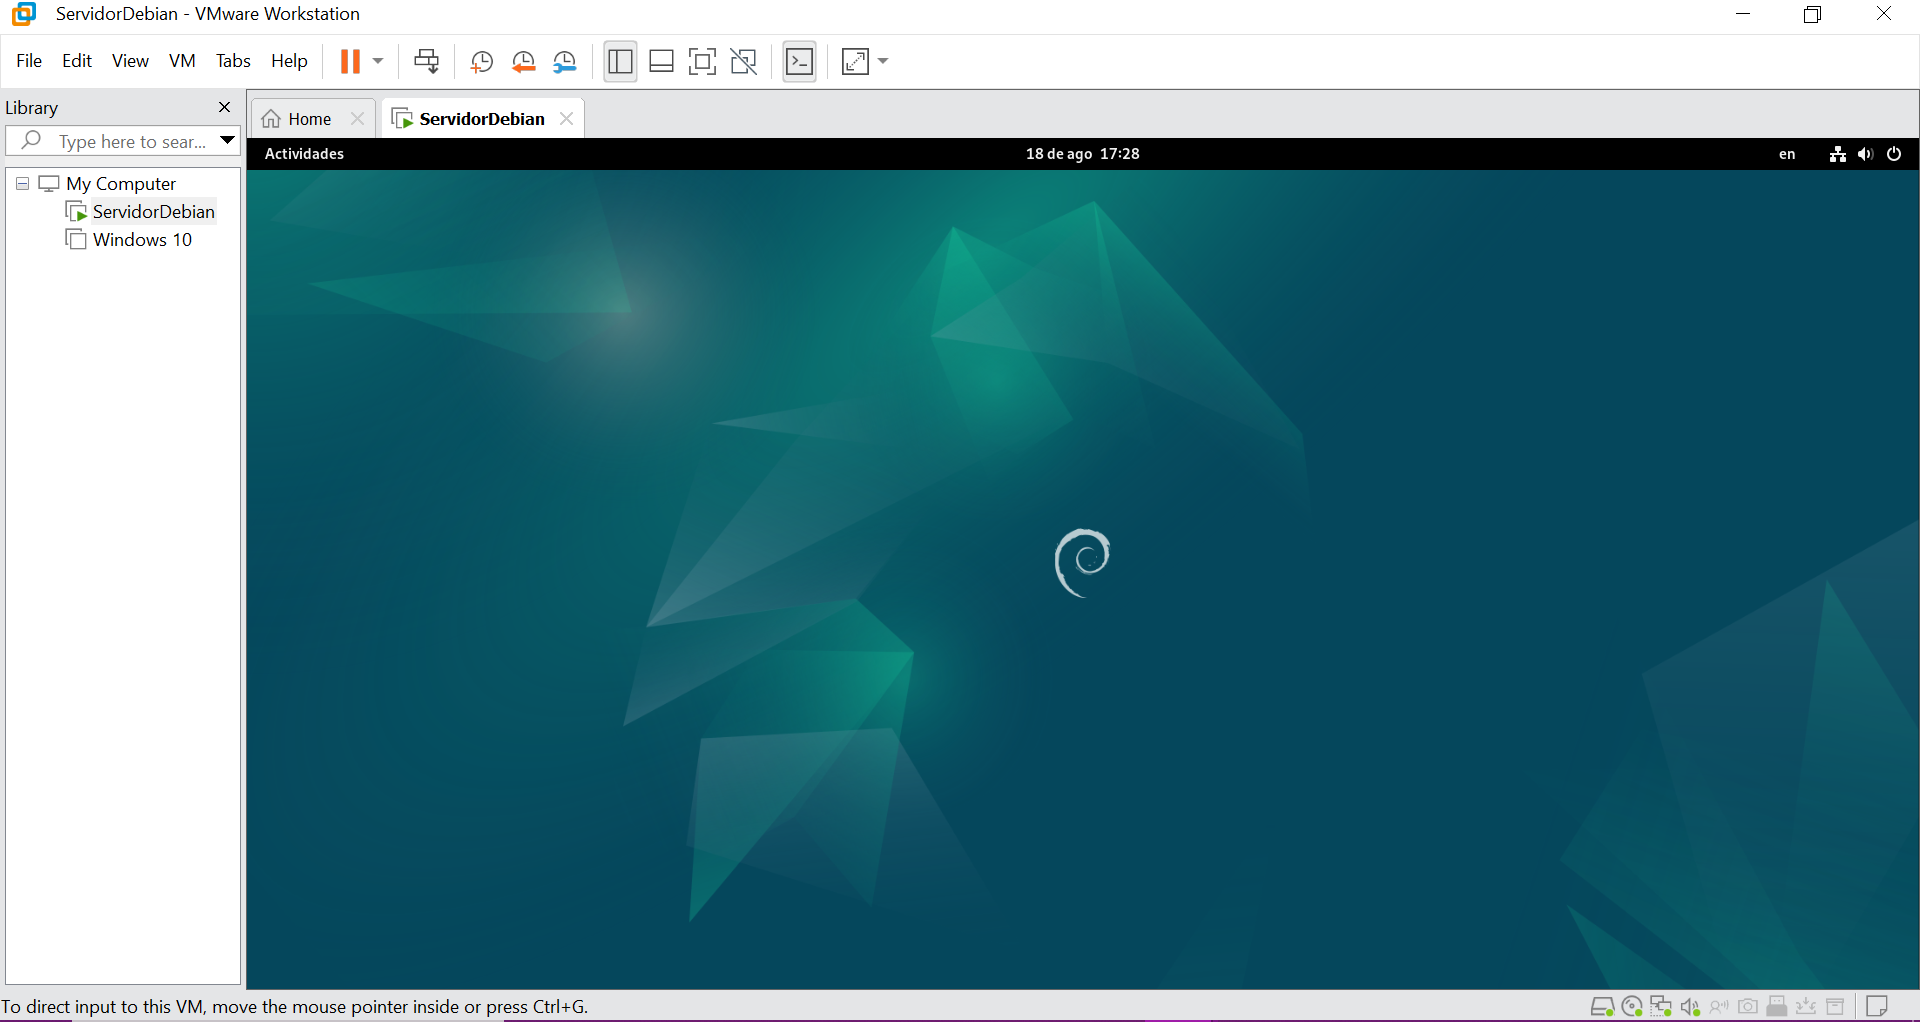 ServidorDebian - VMware Workstation
File Edit View VM Tabs Help
Library
Type here to sear...
My Computer
ServidorDebian
Windows 10
Home
ServidorDebian
Actividades
18 de ago 17:28
en
To direct input to this VM, move the mouse pointer inside or press Ctrl+G.